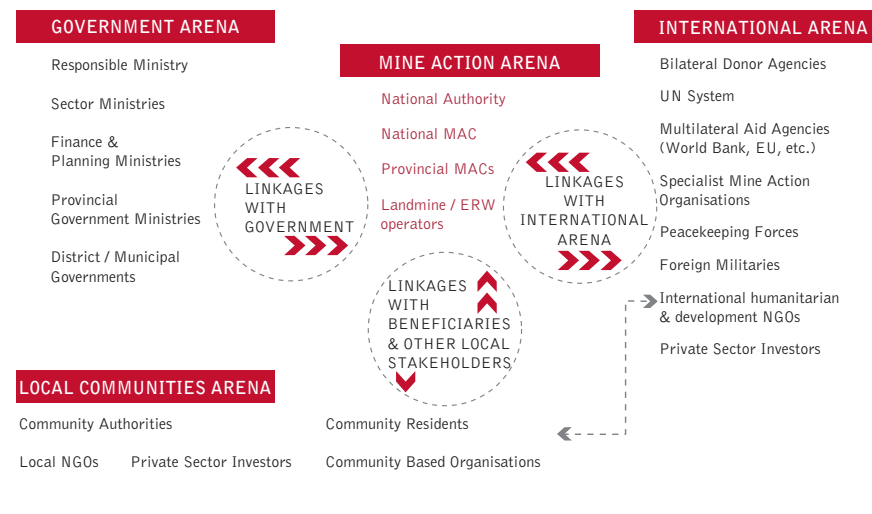 GOVERNMENT ARENA
Responsible Ministry
Sector Ministries
Finance &
Planning Ministries
Provincial
Government Ministries
District / Municipal
Governments
LINKAGES
WITH
GOVERNMENT
MINE ACTION ARENA
National Authority
National MAC
Provincial MACs
Landmine / ERW
operators
LINKAGES
WITH
INTERNATIONAL
ARENA
INTERNATIONAL ARENA
Bilateral Donor Agencies
UN System
Multilateral Aid Agencies
(World Bank, EU, etc.)
Specialist Mine Action
Organisations
Peacekeeping Forces
Foreign Militaries
International humanitarian
& development NGOs
Private Sector Investors
LINKAGES
WITH
BENEFICIARIES
& OTHER LOCAL
STAKEHOLDERS
LOCAL COMMUNITIES ARENA
Community Authorities
Community Residents
Local NGOs
Private Sector Investors
Community Based Organisations